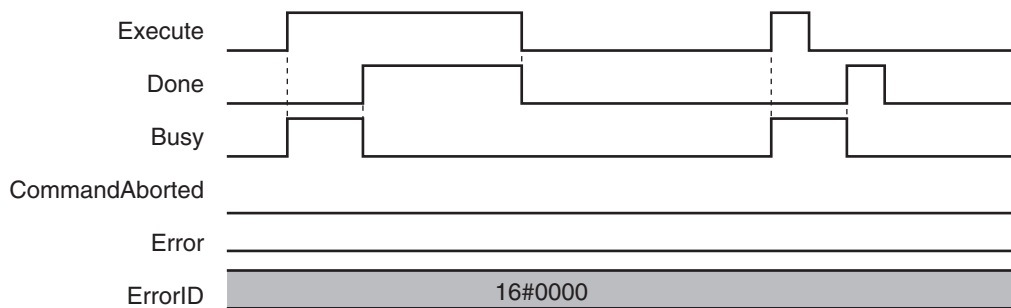 Execute
Done
Busy
CommandAborted
Error
ErrorID 16#0000